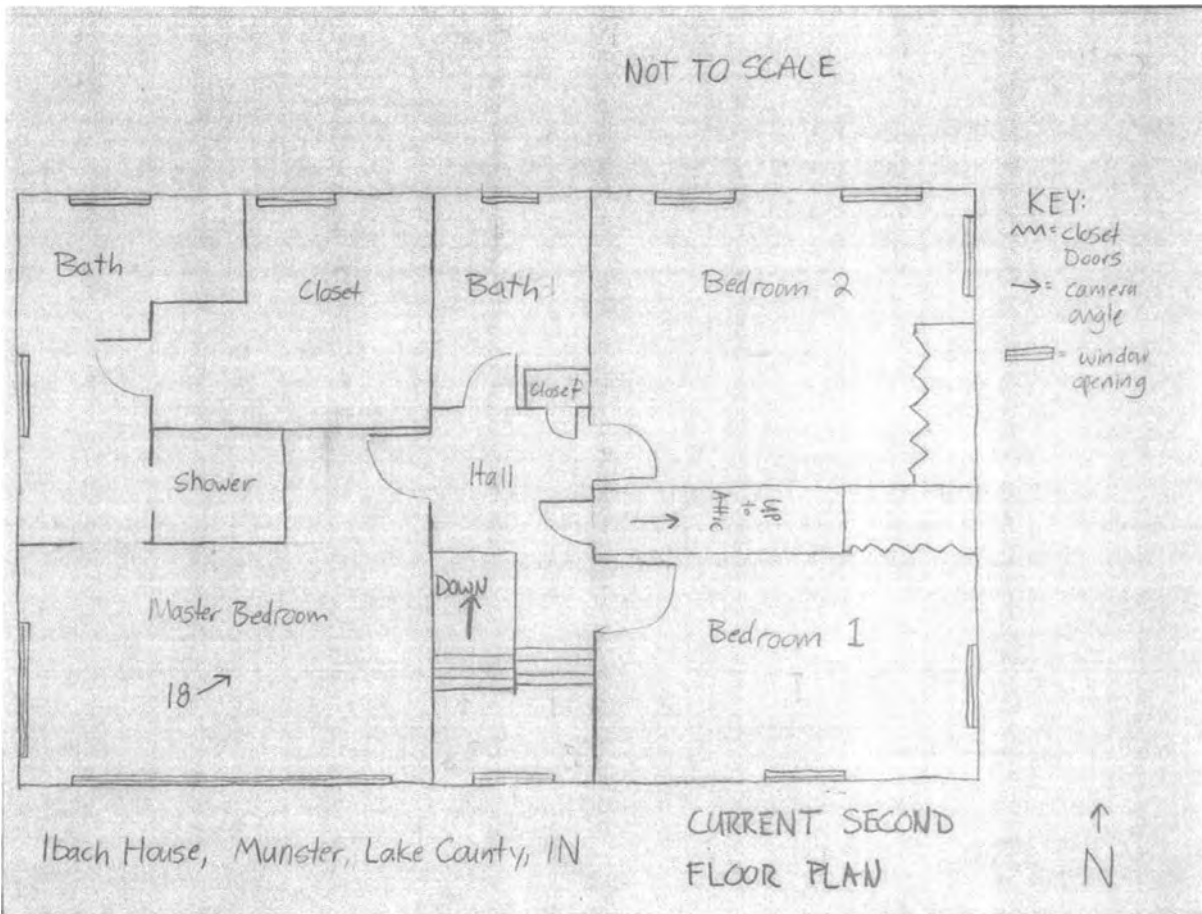 NOT TO SCALE
KEY:
= closet
Doors
= camera
angle
= window
opening
Bath
Closet
Bath
Bedroom 2
Closet
Shower
Hall
Up
to
Attic
DOWN
Master Bedroom
Bedroom 1
18
Ibach House, Munster, Lake County, IN
CURRENT SECOND
FLOOR PLAN
N